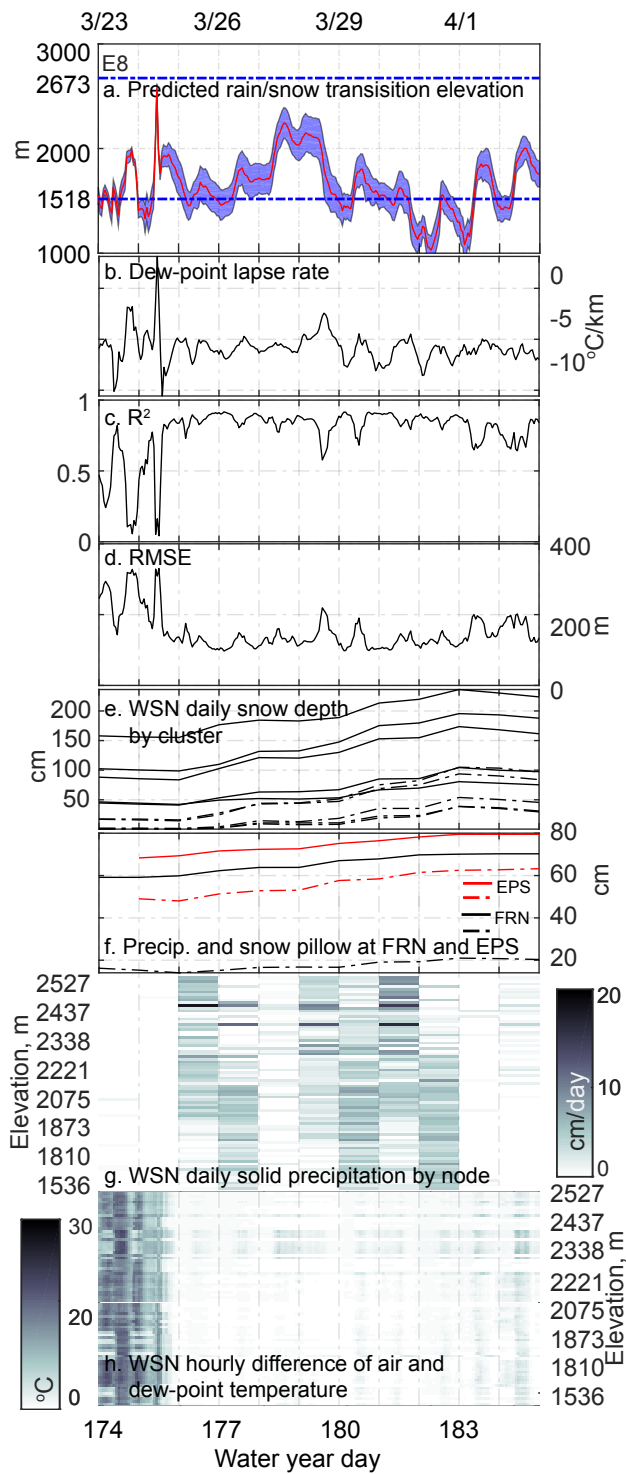 3/23 3/26 3/29 4/1
3000
E8
2673
a. Predicted rain/snow transisition elevation
m
2000
1518
1000
b. Dew-point lapse rate
0
-5
-10
°C/km
1
c. R²
0.5
0
d. RMSE
400
200
m
0
e. WSN daily snow depth
by cluster
200
150
100
50
cm
80
60
40
20
cm
EPS
FRN
f. Precip. and snow pillow at FRN and EPS
2527
2437
2338
2221
2075
1873
1810
1536
Elevation, m
20
10
0
cm/day
g. WSN daily solid precipitation by node
30
20
0
°C
2527
2437
2338
2221
2075
1873
1810
1536
Elevation, m
h. WSN hourly difference of air and
dew-point temperature
174 177 180 183
Water year day